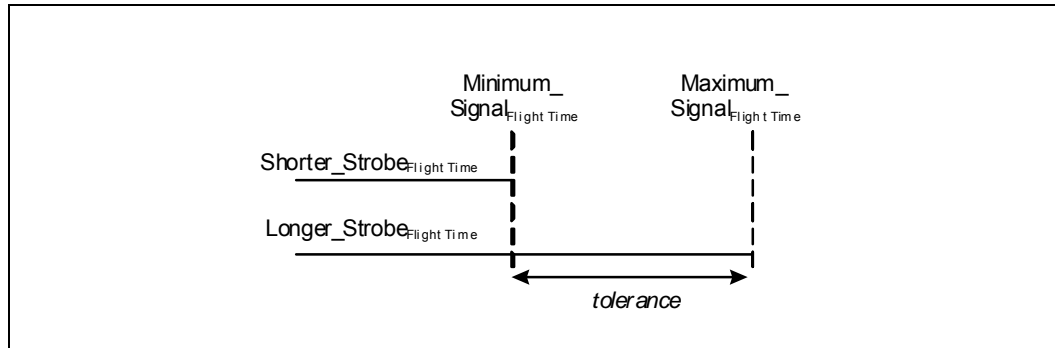 Minimum_
Signal Flight Time
Maximum_
Signal Flight Time
Shorter_Strobe Flight Time
Longer_Strobe Flight Time
tolerance